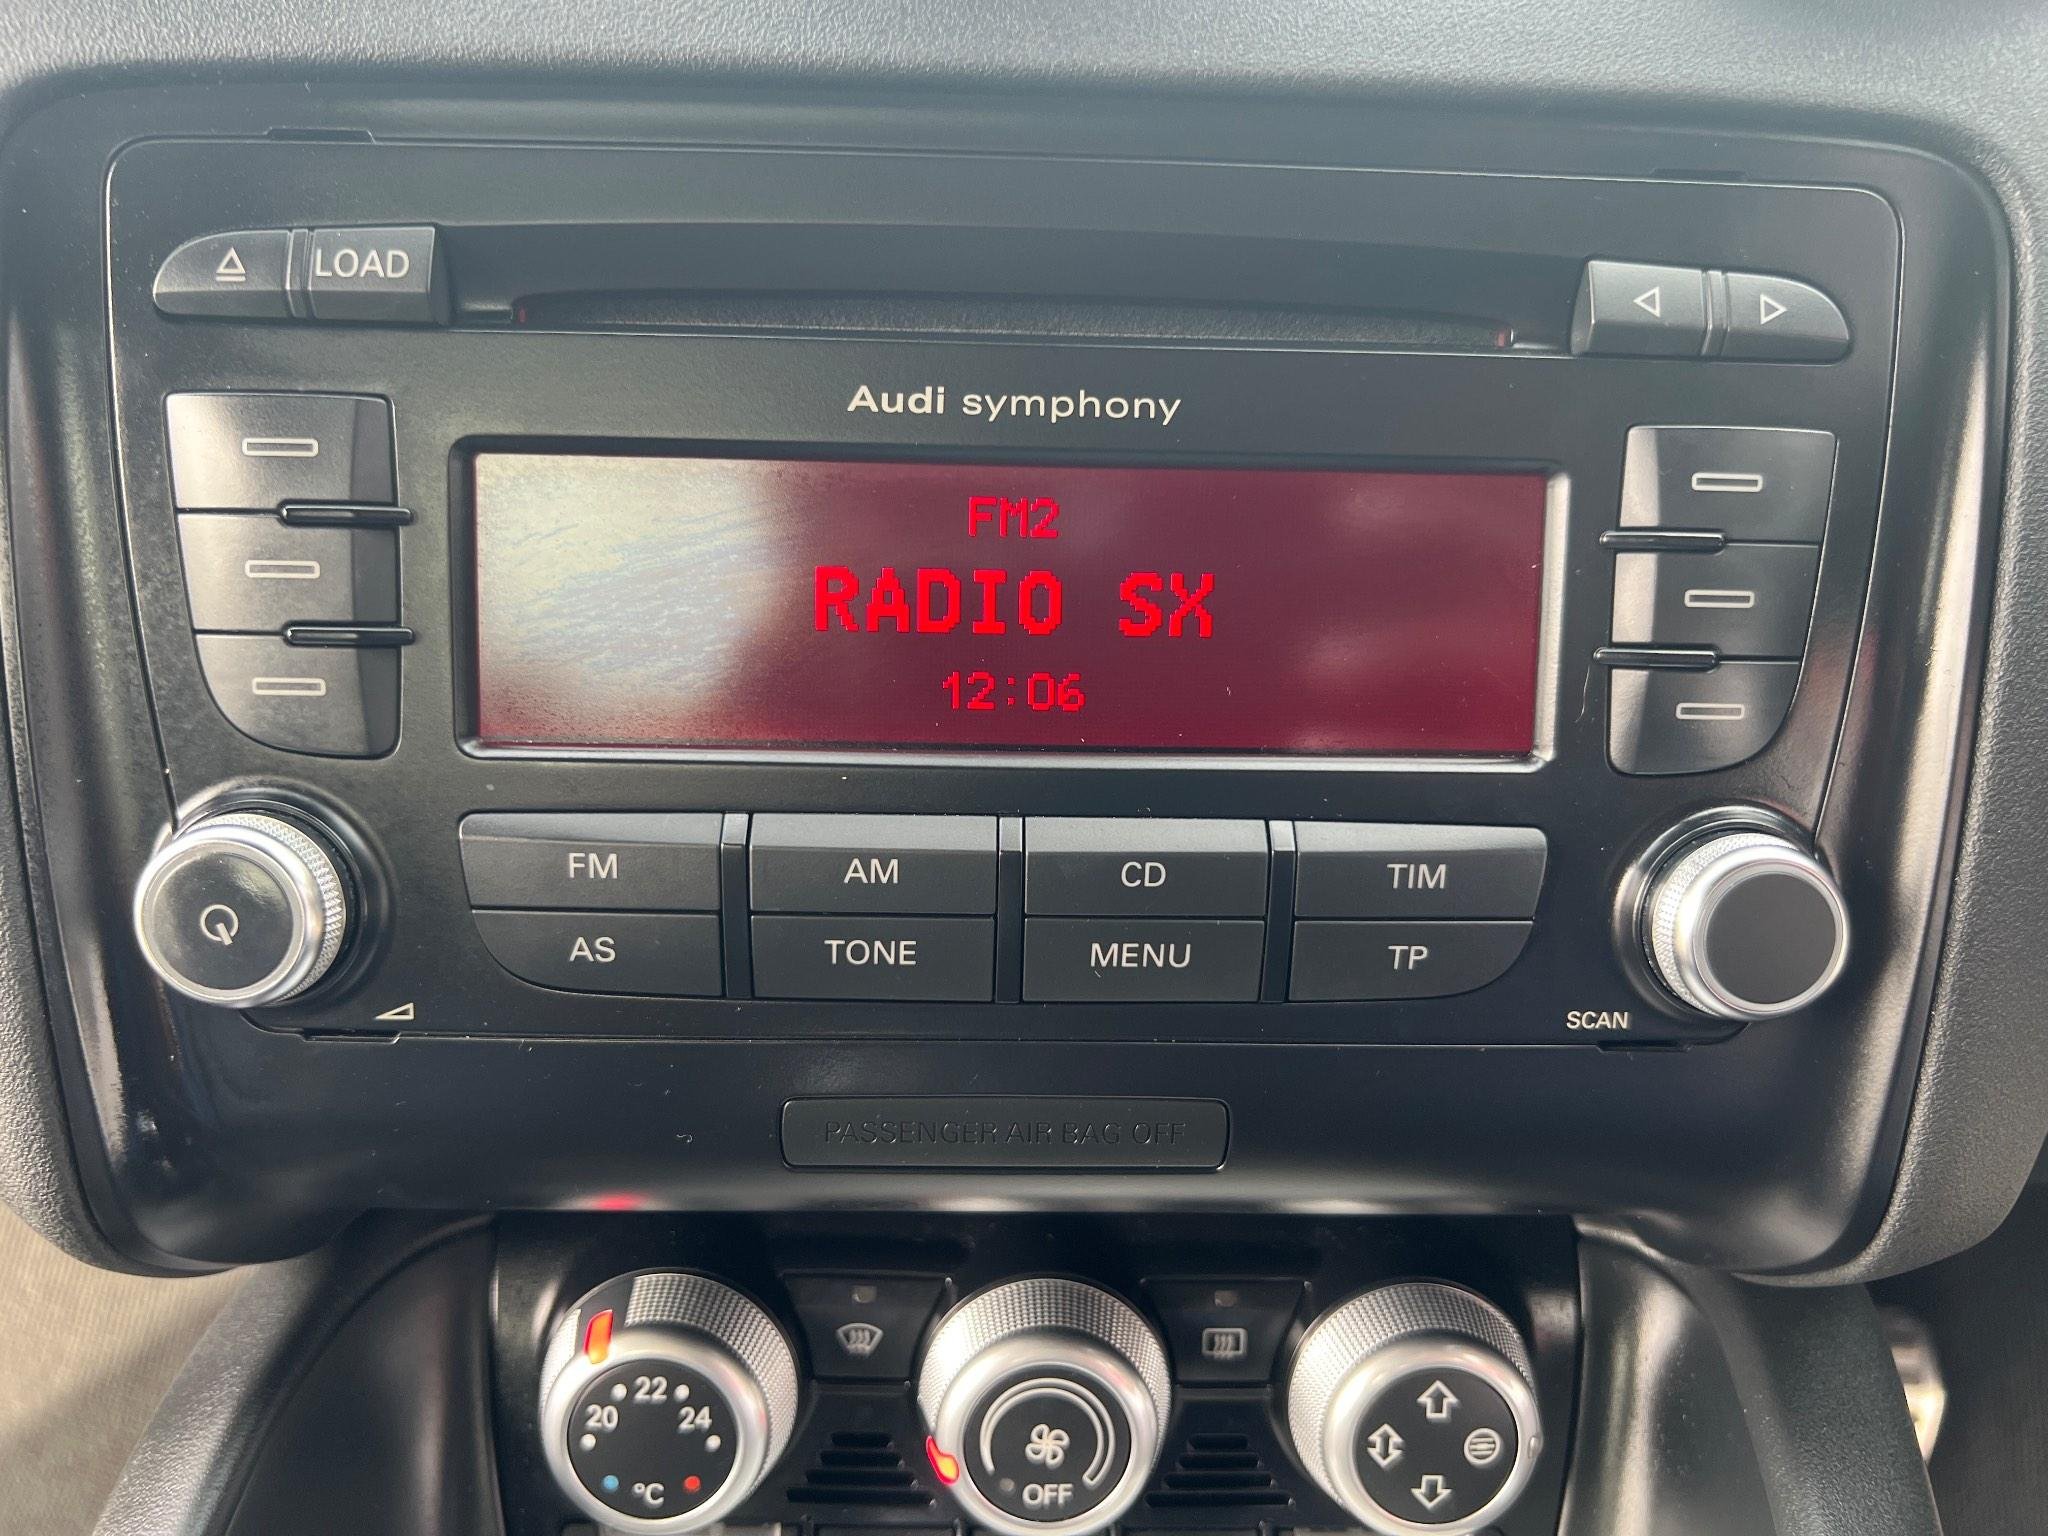 LOAD
Audi symphony
FM2
RADIO SX
12:06
FM AM CD TIM
AS TONE MENU TP
SCAN
PASSENGER AIR BAG OFF
22
20 24
°C
OFF